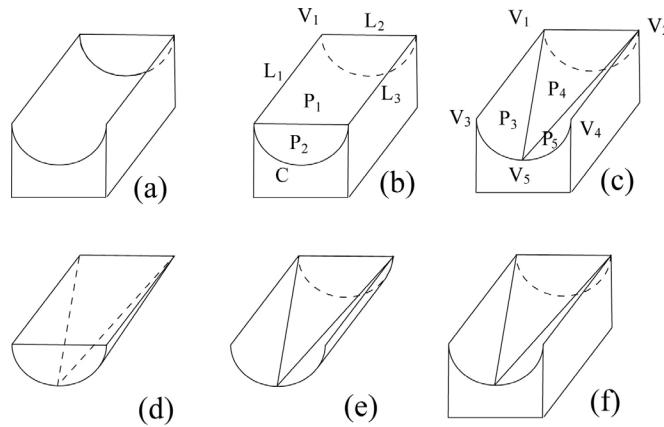 V1 L2 V1 V2
L1 P4
P1 L3
V3 P3 V4
P2 P5
C V5
(a) (b) (c)
(d) (e) (f)